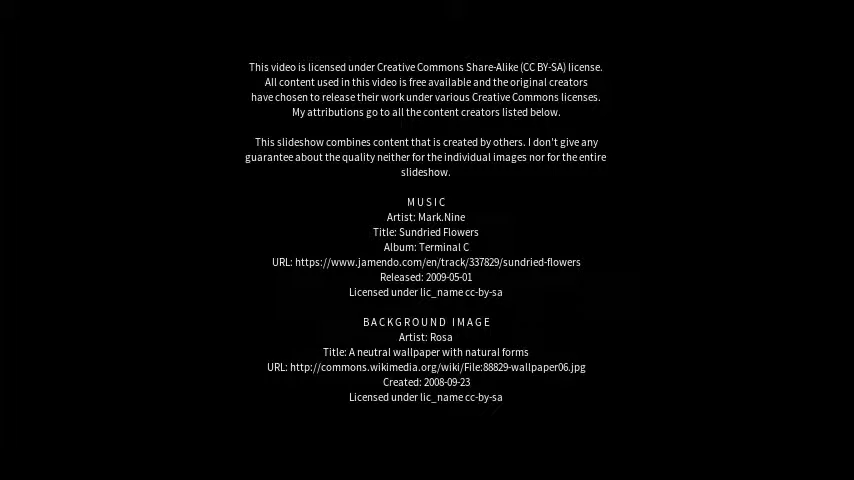 This video is licensed under Creative Commons Share-Alike (CC BY-SA) license.
All content used in this video is free available and the original creators
have chosen to release their work under various Creative Commons licenses.
My attributions go to all the content creators listed below.
This slideshow combines content that is created by others. I don't give any
guarantee about the quality neither for the individual images nor for the entire
slideshow.
MUSIC
Artist: Mark.Nine
Title: Sundried Flowers
Album: Terminal C
URL: https://www.jamendo.com/en/track/337829/sundried-flowers
Released: 2009-05-01
Licensed under lic_name cc-by-sa
BACKGROUND IMAGE
Artist: Rosa
Title: A neutral wallpaper with natural forms
URL: http://commons.wikimedia.org/wiki/File:88829-wallpaper06.jpg
Created: 2008-09-23
Licensed under lic_name cc-by-sa